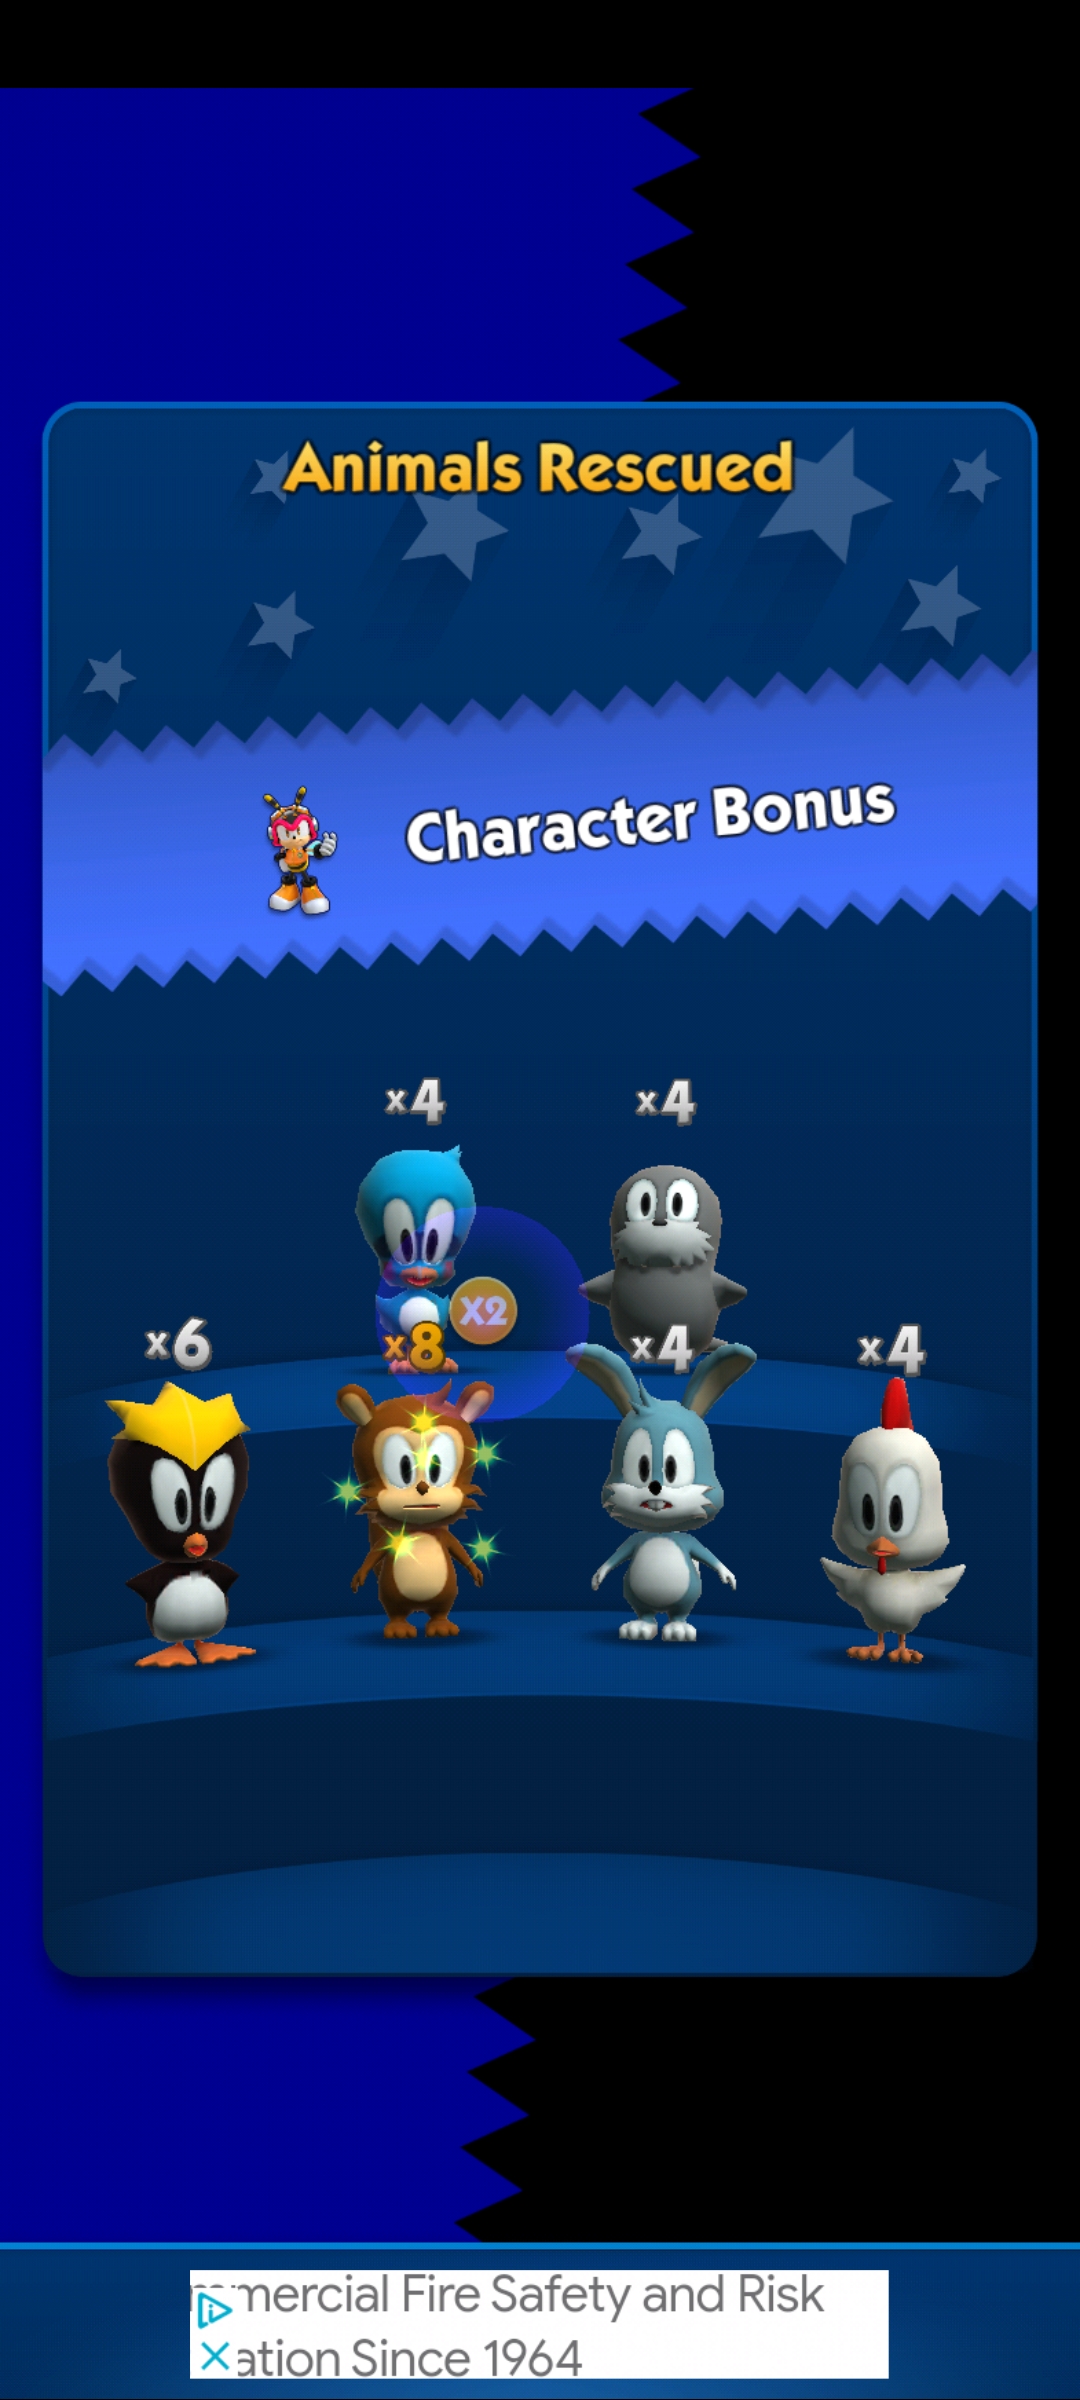 Animals Rescued
Character Bonus
x4
x4
X2
x6
x8
x4
x4
mercial Fire Safety and Risk
ation Since 1964